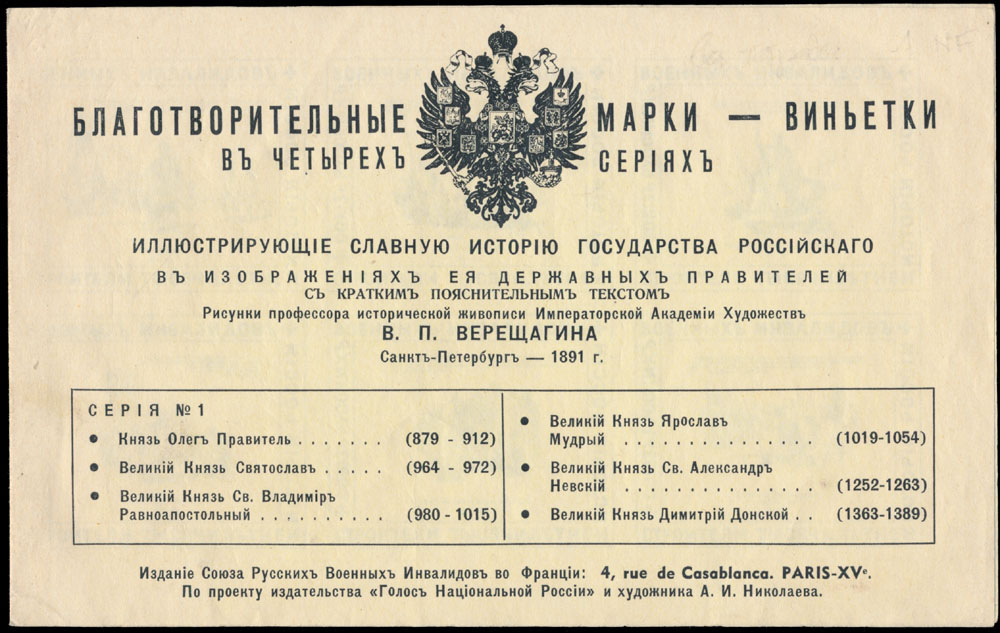 БЛАГОТВОРИТЕЛЬНЫЕ МАРКИ — ВИНЬЕТКИ
ВЪ ЧЕТЫРЕХЪ СЕРІЯХЪ
ИЛЛЮСТРИРУЮЩІЕ СЛАВНУЮ ИСТОРІЮ ГОСУДАРСТВА РОССІЙСКАГО
ВЪ ИЗОБРАЖЕНІЯХЪ ЕЯ ДЕРЖАВНЫХЪ ПРАВИТЕЛЕЙ
СЪ КРАТКИМЪ ПОЯСНИТЕЛЬНЫМЪ ТЕКСТОМЪ
Рисунки профессора исторической живописи Императорской Академіи Художествъ
В. П. ВЕРЕЩАГИНА
Санктъ-Петербургъ — 1891 г.
СЕРІЯ № 1
• Князь Олегъ Правитель . . . . . . . (879 - 912)
• Великій Князь Святославъ . . . . . (964 - 972)
• Великій Князь Св. Владиміръ
Равноапостольный . . . . . . . . . . (980 - 1015)
• Великій Князь Ярославъ
Мудрый . . . . . . . . . . . . . . . (1019-1054)
• Великій Князь Св. Александръ
Невскій . . . . . . . . . . . . . . . (1252-1263)
• Великій Князь Димитрій Донской . . (1363-1389)
Изданіе Союза Русскихъ Военныхъ Инвалидовъ во Франціи: 4, rue de Casablanca. PARIS-XVe.
По проекту издательства «Голосъ Національной Россіи» и художника А. И. Николаева.